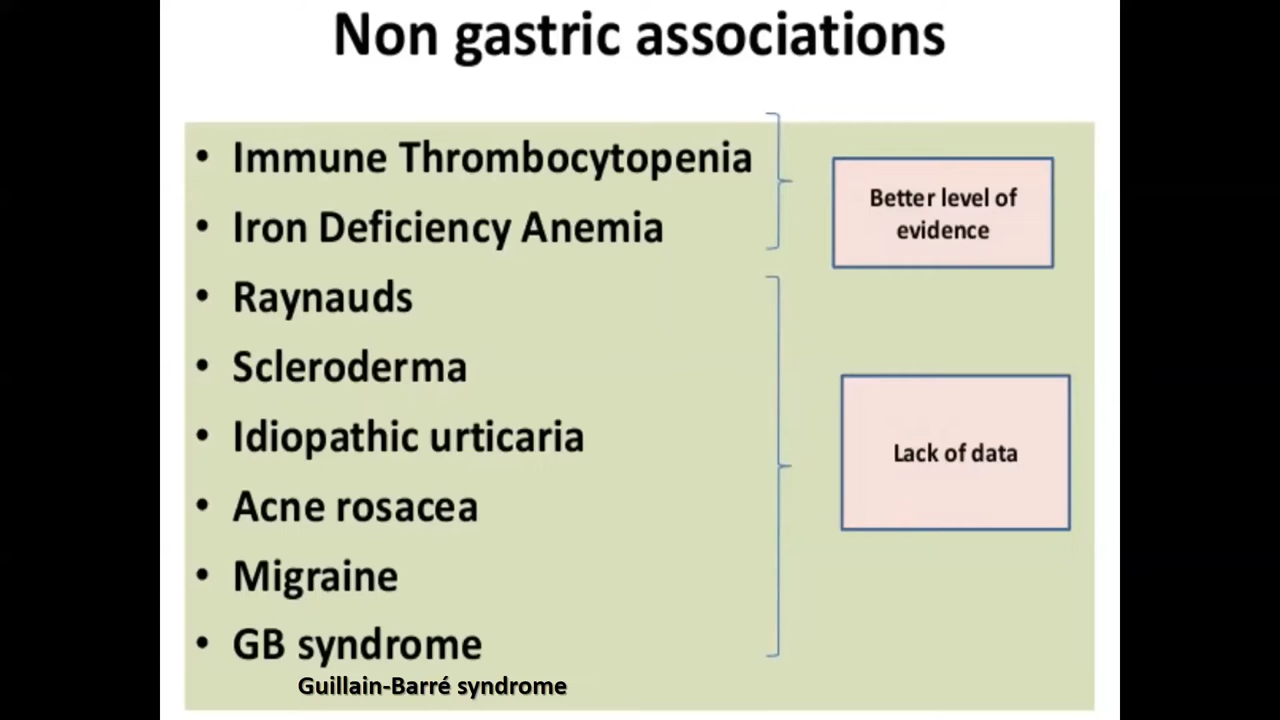 Non gastric associations
• Immune Thrombocytopenia
• Iron Deficiency Anemia
• Raynauds
• Scleroderma
• Idiopathic urticaria
• Acne rosacea
• Migraine
• GB syndrome
Guillain-Barré syndrome
Better level of
evidence
Lack of data